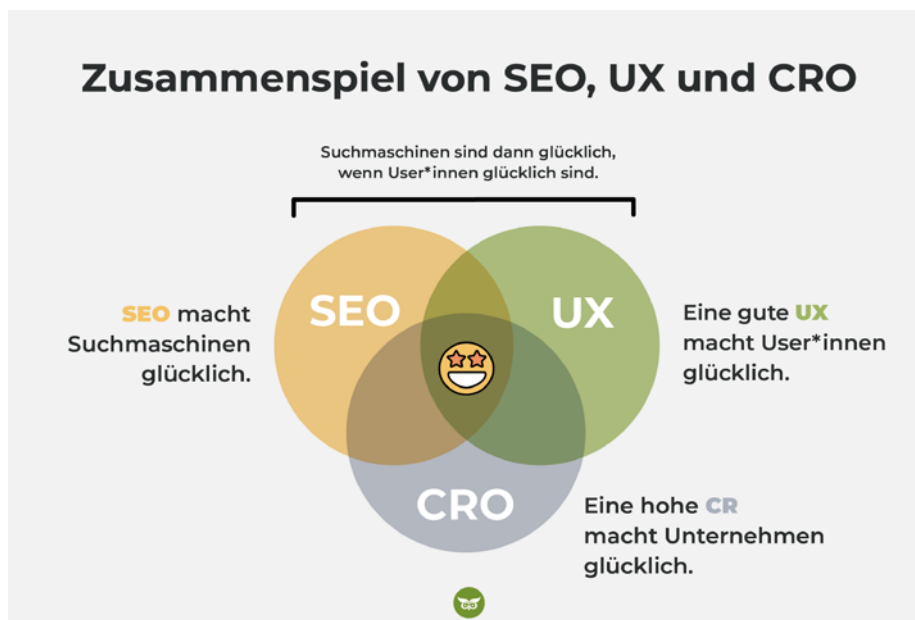 Zusammenspiel von SEO, UX und CRO
Suchmaschinen sind dann glücklich,
wenn User*innen glücklich sind.
SEO
UX
CRO
SEO macht
Suchmaschinen
glücklich.
Eine gute UX
macht User*innen
glücklich.
Eine hohe CR
macht Unternehmen
glücklich.